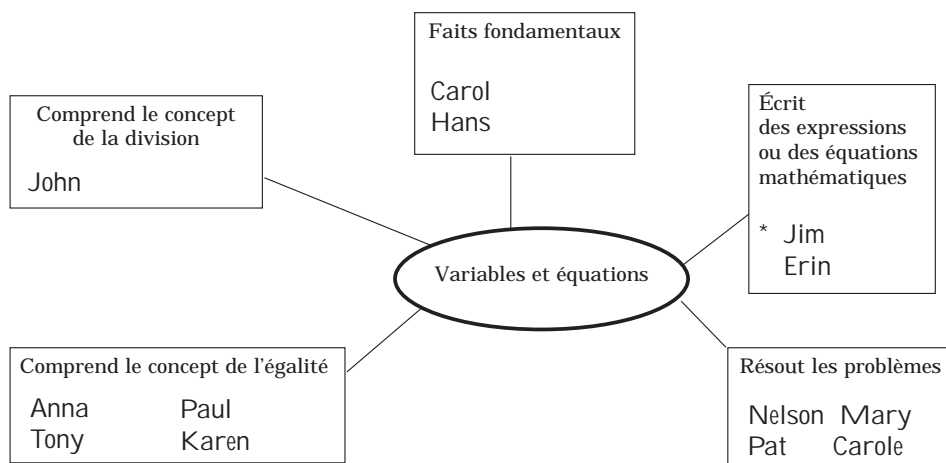 Faits fondamentaux
Carol
Hans
Comprend le concept
de la division
John
Écrit
des expressions
ou des équations
mathématiques
* Jim
Erin
Variables et équations
Comprend le concept de l'égalité
Anna Paul
Tony Karen
Résout les problèmes
Nelson Mary
Pat Carole